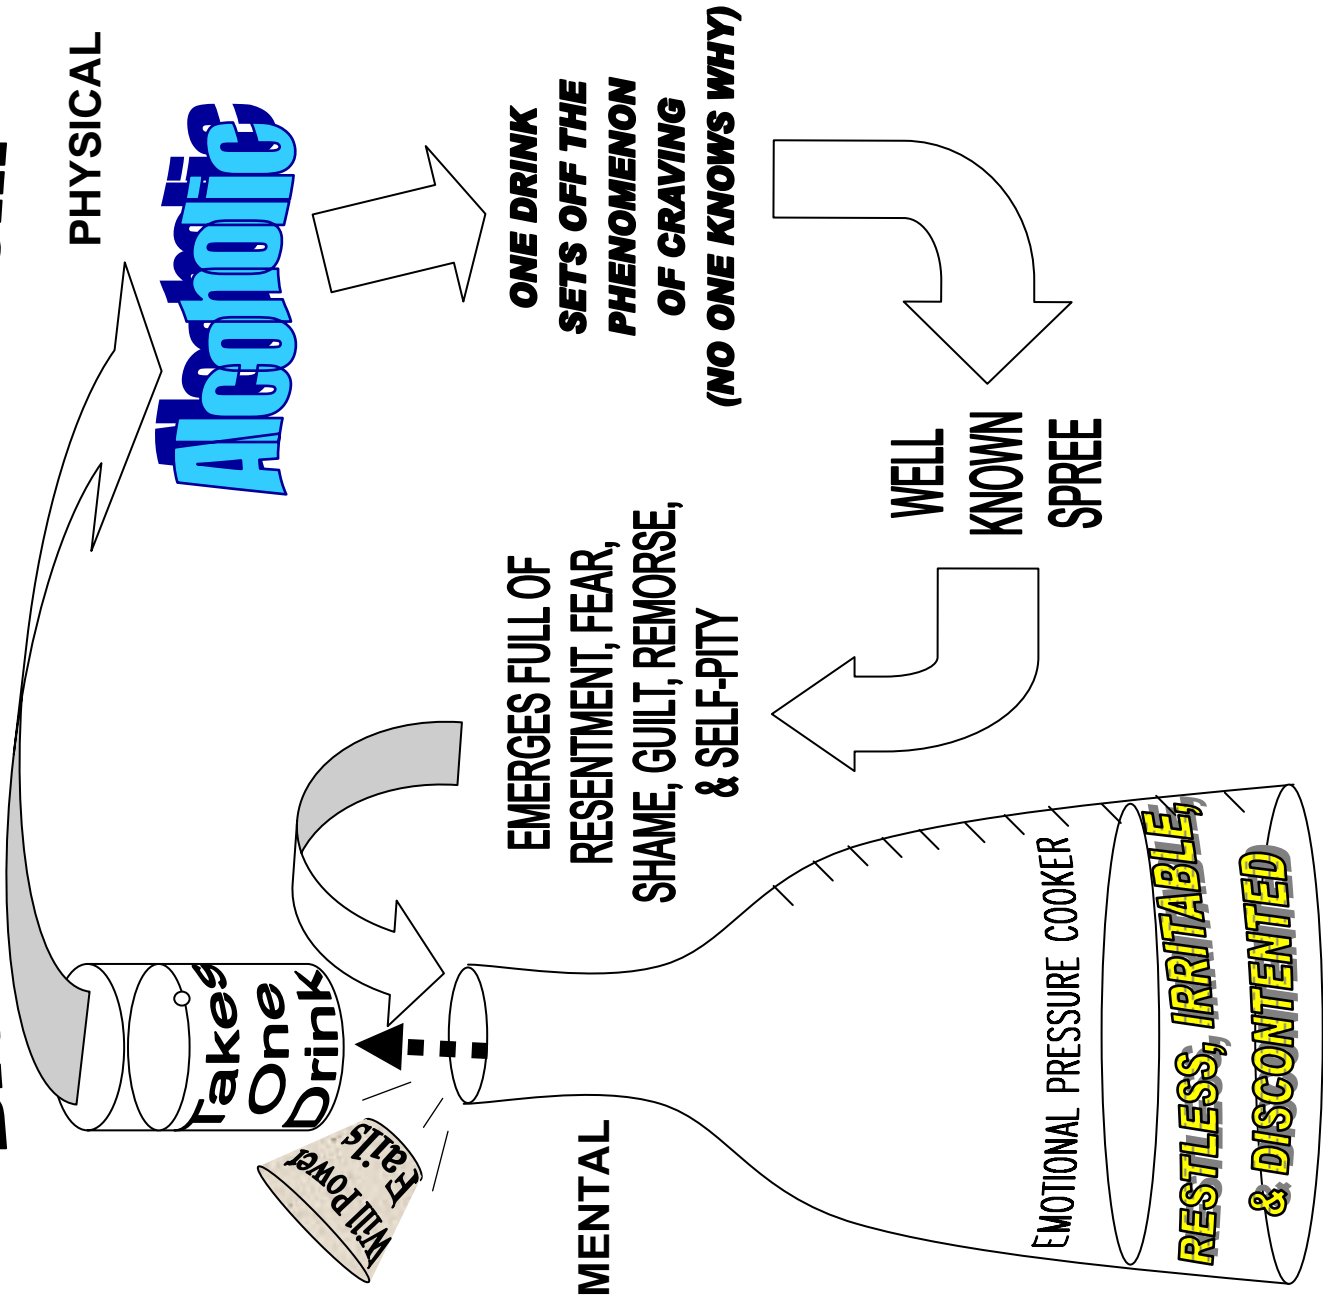 PHYSICAL
Alcoholic
ONE DRINK
SETS OFF THE
PHENOMENON
OF CRAVING
(NO ONE KNOWS WHY)
WELL
KNOWN
SPREE
EMERGES FULL OF
RESENTMENT, FEAR,
SHAME, GUILT, REMORSE,
& SELF-PITY
Takes
One
Drink
Will Power
Fails
MENTAL
EMOTIONAL PRESSURE COOKER
RESTLESS, IRRITABLE,
& DISCONTENTED